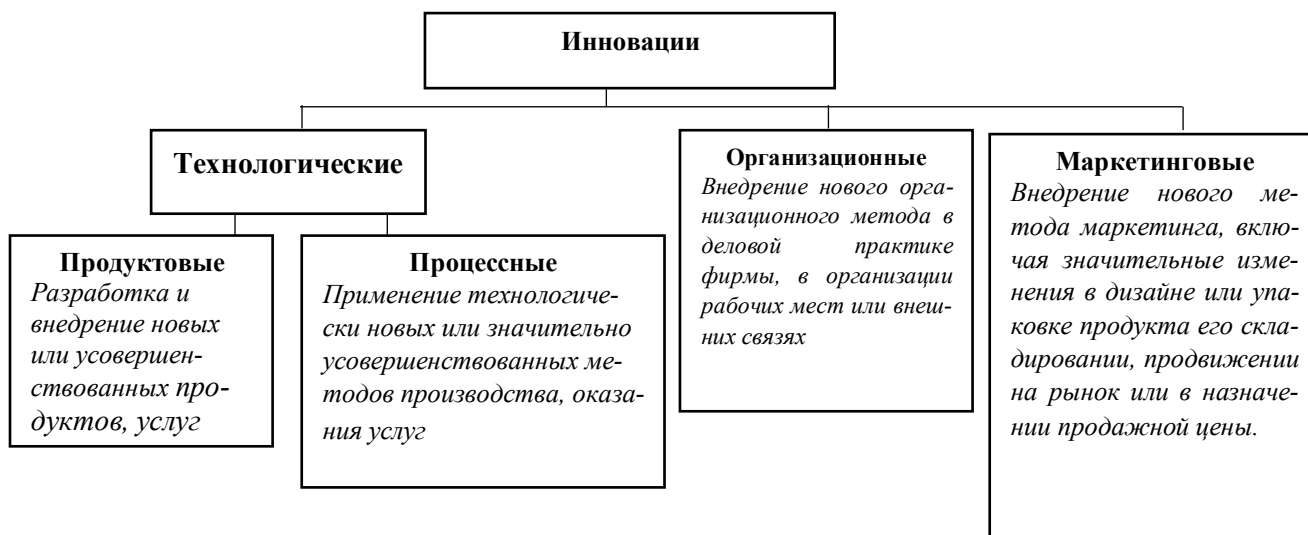 Инновации
Технологические
Продуктовые
Разработка и
внедрение новых
или усовершен-
ствованных про-
дуктов, услуг
Процессные
Применение технологиче-
ски новых или значительно
усовершенствованных ме-
тодов производства, оказа-
ния услуг
Организационные
Внедрение нового орга-
низационного метода в
деловой практике
фирмы, в организации
рабочих мест или внеш-
них связях
Маркетинговые
Внедрение нового ме-
тода маркетинга, вклю-
чая значительные изме-
нения в дизайне или упа-
ковке продукта его скла-
дировании, продвижении
на рынок или в назначе-
нии продажной цены.